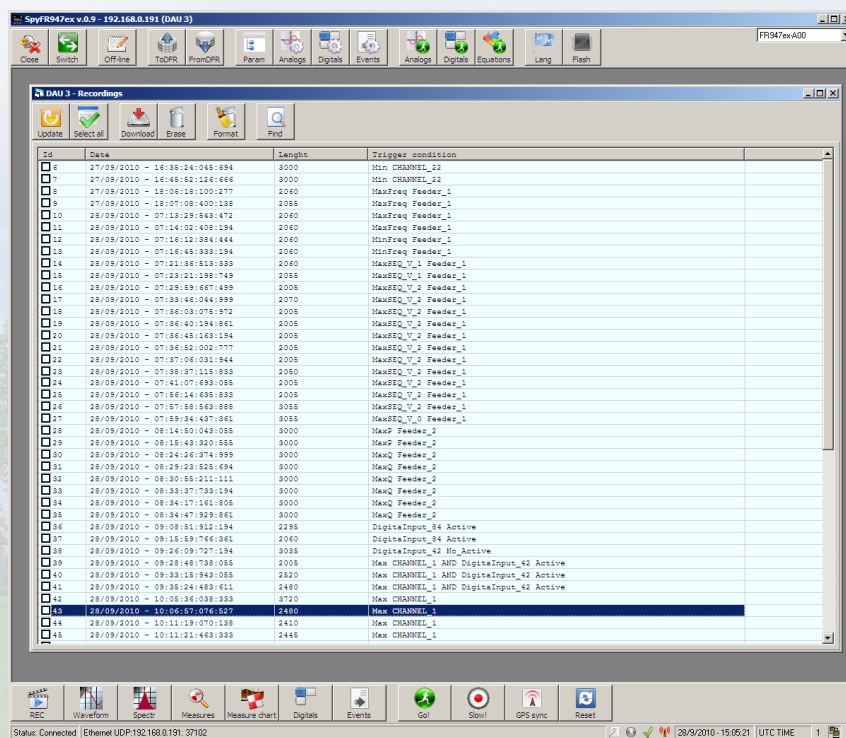 SpyFR947ex v.0.9 - 192.168.0.191 (DAU 3)
Close Switch Off-line ToDFR FromDFR Param Analogs Digitals Events Analogs Digitals Equations Lang Flash FR947ex-A00
DAU 3 - Recordings
Update Select all Download Erase Format Find
Id Date Lenght Trigger condition
6 27/09/2010 - 16:35:24:045:694 3000 Min CHANNEL_22
7 27/09/2010 - 16:45:52:126:666 3000 Min CHANNEL_22
8 27/09/2010 - 18:06:18:100:277 2060 MaxFreq Feeder_1
9 27/09/2010 - 18:07:08:400:138 2055 MaxFreq Feeder_1
10 28/09/2010 - 07:13:29:543:472 2060 MaxFreq Feeder_1
11 28/09/2010 - 07:14:02:408:194 2060 MaxFreq Feeder_1
12 28/09/2010 - 07:16:12:384:444 2060 MinFreq Feeder_1
13 28/09/2010 - 07:16:45:333:194 2060 MinFreq Feeder_1
14 28/09/2010 - 07:21:36:513:333 2060 MaxSEQ_V_1 Feeder_1
15 28/09/2010 - 07:23:21:198:749 2055 MaxSEQ_V_1 Feeder_1
16 28/09/2010 - 07:29:59:667:499 2005 MaxSEQ_V_2 Feeder_1
17 28/09/2010 - 07:33:46:044:999 2070 MaxSEQ_V_2 Feeder_1
18 28/09/2010 - 07:36:03:075:972 2005 MaxSEQ_V_2 Feeder_1
19 28/09/2010 - 07:36:40:194:861 2005 MaxSEQ_V_2 Feeder_1
20 28/09/2010 - 07:36:45:163:194 2005 MaxSEQ_V_2 Feeder_1
21 28/09/2010 - 07:36:52:002:777 2005 MaxSEQ_V_2 Feeder_1
22 28/09/2010 - 07:37:06:031:944 2005 MaxSEQ_V_2 Feeder_1
23 28/09/2010 - 07:38:37:115:833 2050 MaxSEQ_V_2 Feeder_1
24 28/09/2010 - 07:41:07:693:055 2005 MaxSEQ_V_2 Feeder_1
25 28/09/2010 - 07:56:14:635:833 2005 MaxSEQ_V_2 Feeder_1
26 28/09/2010 - 07:57:58:563:888 3055 MaxSEQ_V_2 Feeder_1
27 28/09/2010 - 07:59:34:437:361 3055 MaxSEQ_V_0 Feeder_1
28 28/09/2010 - 08:14:50:043:055 3000 MaxP Feeder_2
29 28/09/2010 - 08:15:43:320:555 3000 MaxP Feeder_2
30 28/09/2010 - 08:24:26:374:999 3000 MaxQ Feeder_2
31 28/09/2010 - 08:29:23:525:694 3000 MaxQ Feeder_2
32 28/09/2010 - 08:30:55:211:111 3000 MaxQ Feeder_2
33 28/09/2010 - 08:33:37:733:194 3000 MaxQ Feeder_2
34 28/09/2010 - 08:34:17:161:805 3000 MaxQ Feeder_2
35 28/09/2010 - 08:34:47:929:861 3000 MaxQ Feeder_2
36 28/09/2010 - 09:08:51:912:194 2295 DigitaInput_84 Active
37 28/09/2010 - 09:15:59:766:361 2060 DigitaInput_84 Active
38 28/09/2010 - 09:26:09:727:194 3035 DigitaInput_42 No_Active
39 28/09/2010 - 09:28:48:738:055 2005 Max CHANNEL_1 AND DigitaInput_42 Active
40 28/09/2010 - 09:33:15:943:055 2520 Max CHANNEL_1 AND DigitaInput_42 Active
41 28/09/2010 - 09:35:24:483:611 2480 Max CHANNEL_1 AND DigitaInput_42 Active
42 28/09/2010 - 10:05:36:038:333 3720 Max CHANNEL_1
43 28/09/2010 - 10:06:57:076:527 2480 Max CHANNEL_1
44 28/09/2010 - 10:11:19:070:138 2410 Max CHANNEL_1
45 28/09/2010 - 10:11:21:463:333 2445 Max CHANNEL_1
REC Waveform Spectr Measures Measure chart Digitals Events Go! Slow! GPS sync Reset
Status: Connected Ethernet UDP:192.168.0.191: 37102 28/9/2010 - 15:05:21 UTC TIME 1